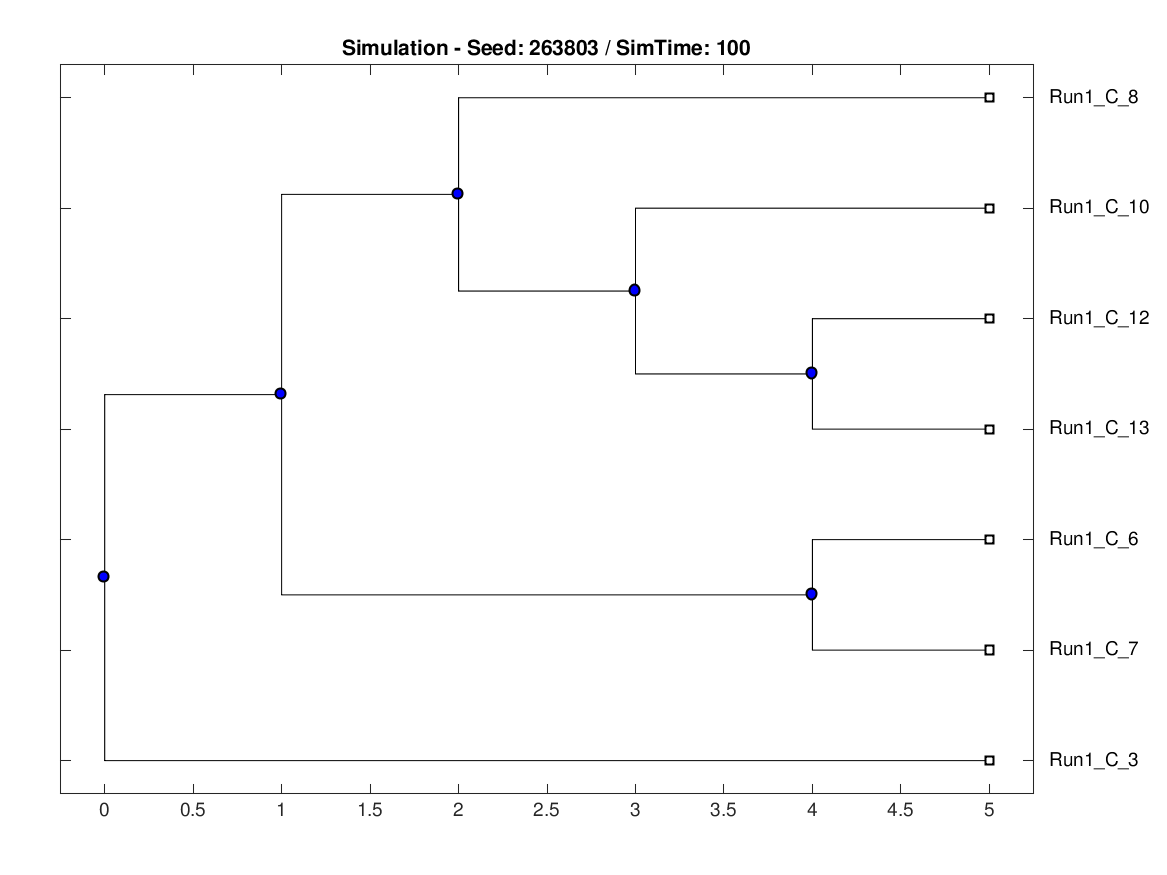 Simulation - Seed: 263803 / SimTime: 100
Run1_C_8
Run1_C_10
Run1_C_12
Run1_C_13
Run1_C_6
Run1_C_7
Run1_C_3
0 0.5 1 1.5 2 2.5 3 3.5 4 4.5 5